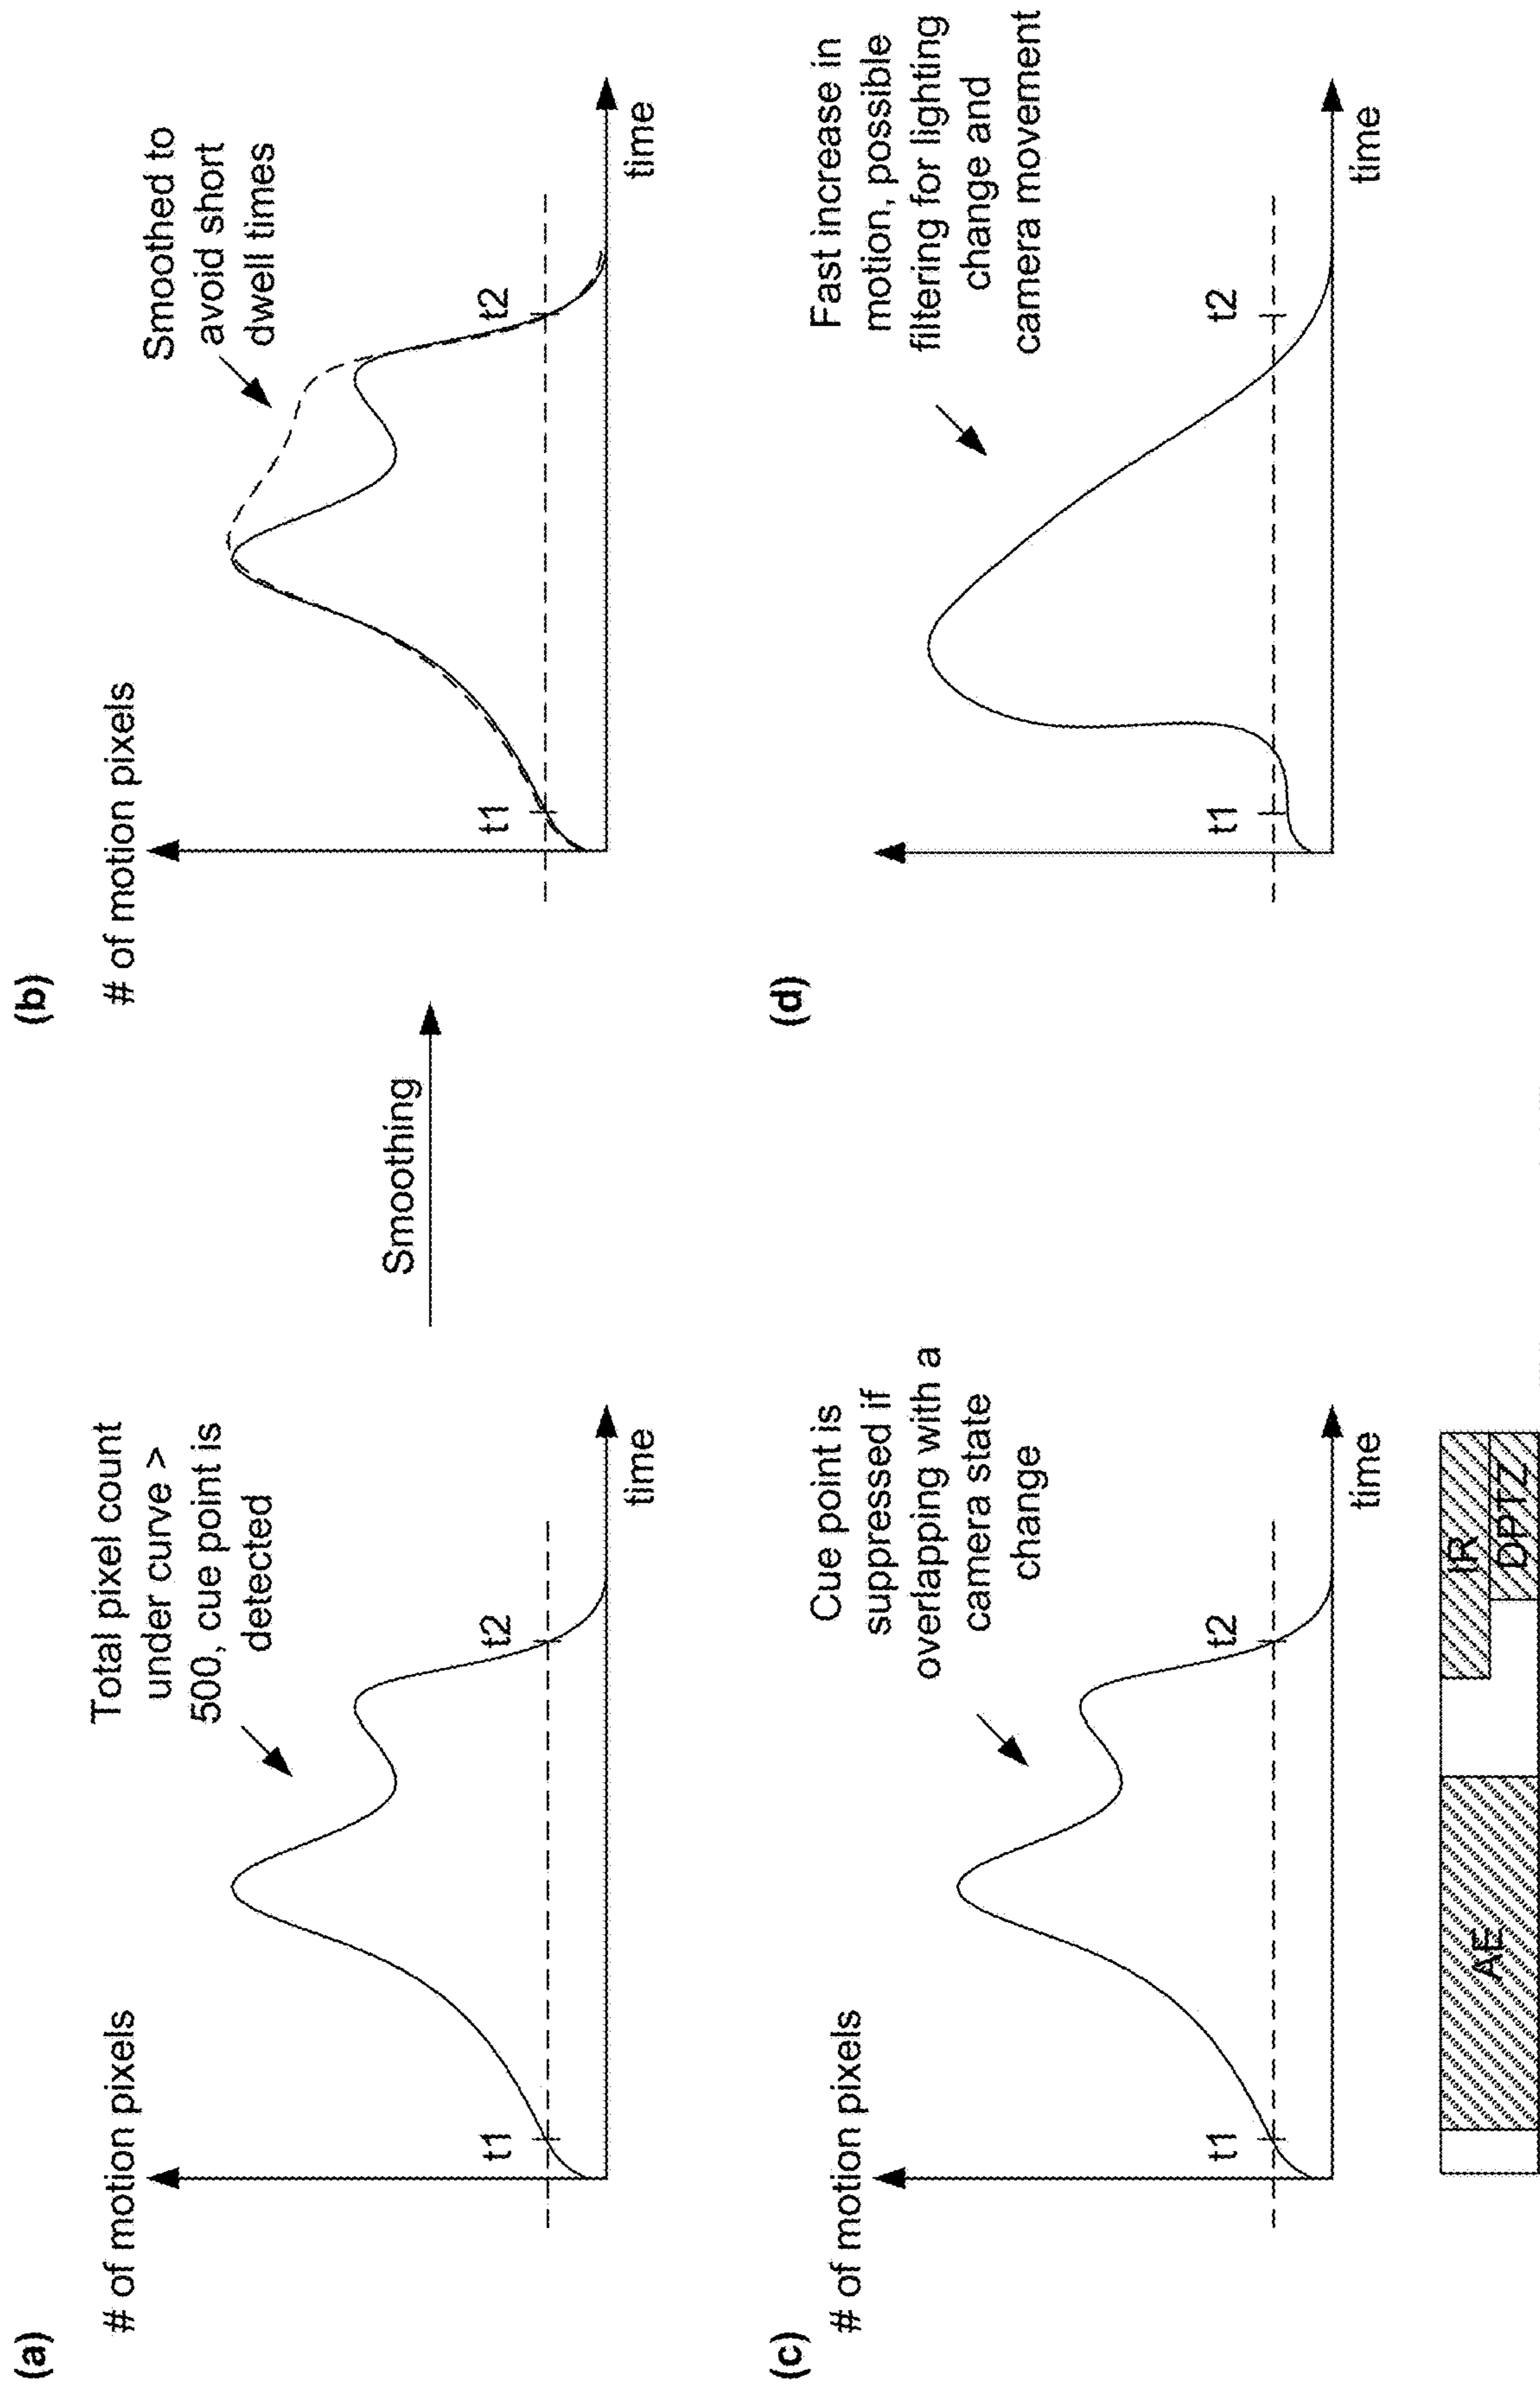 (a)
# of motion pixels
Total pixel count
under curve >
500, cue point is
detected
t1
t2
time
Smoothing
(b)
# of motion pixels
Smoothed to
avoid short
dwell times
t1
t2
time
(c)
# of motion pixels
Cue point is
suppressed if
overlapping with a
camera state
change
t1
t2
time
AE
IR
DPTZ
(d)
Fast increase in
motion, possible
filtering for lighting
change and
camera movement
t1
t2
time